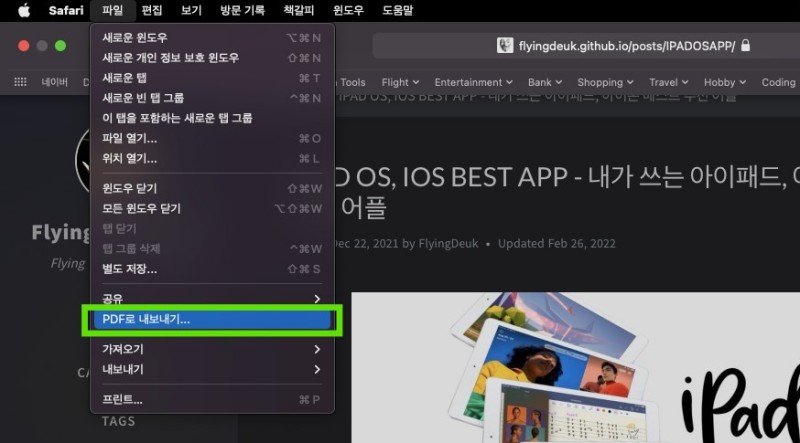 Safari 파일 편집 보기 방문 기록 책갈피 윈도우 도움말
flyingdeuk.github.io/posts/IPADOSAPP/
네이버 Tools Flight Entertainment Bank Shopping Travel Hobby Coding
새로운 윈도우 ⌥⌘N
새로운 개인 정보 보호 윈도우 ⇧⌘N
새로운 탭 ⌘T
새로운 빈 탭 그룹 ^⌘N
이 탭을 포함하는 새로운 탭 그룹
파일 열기... ⌘O
위치 열기... ⌘L
윈도우 닫기 ⇧⌘W
모든 윈도우 닫기 ⌥⇧⌘W
탭 닫기
탭 그룹 삭제 ^⌘W
별도 저장... ⇧⌘S
공유
PDF로 내보내기...
가져오기
내보내기
프린트... ⌘P
Flying
TAGS
OS, IOS BEST APP - 내가 쓰는 아이패드,
어플
Dec 22, 2021 by FlyingDeuk • Updated Feb 26, 2022
iPad